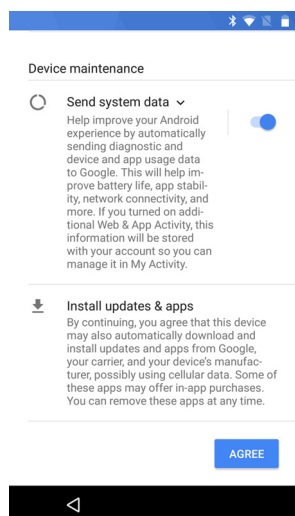 Device maintenance
Send system data
Help improve your Android
experience by automatically
sending diagnostic and
device and app usage data
to Google. This will help im-
prove battery life, app stabil-
ity, network connectivity, and
more. If you turned on addi-
tional Web & App Activity, this
information will be stored
with your account so you can
manage it in My Activity.
Install updates & apps
By continuing, you agree that this device
may also automatically download and
install updates and apps from Google,
your carrier, and your device's manufac-
turer, possibly using cellular data. Some of
these apps may offer in-app purchases.
You can remove these apps at any time.
AGREE